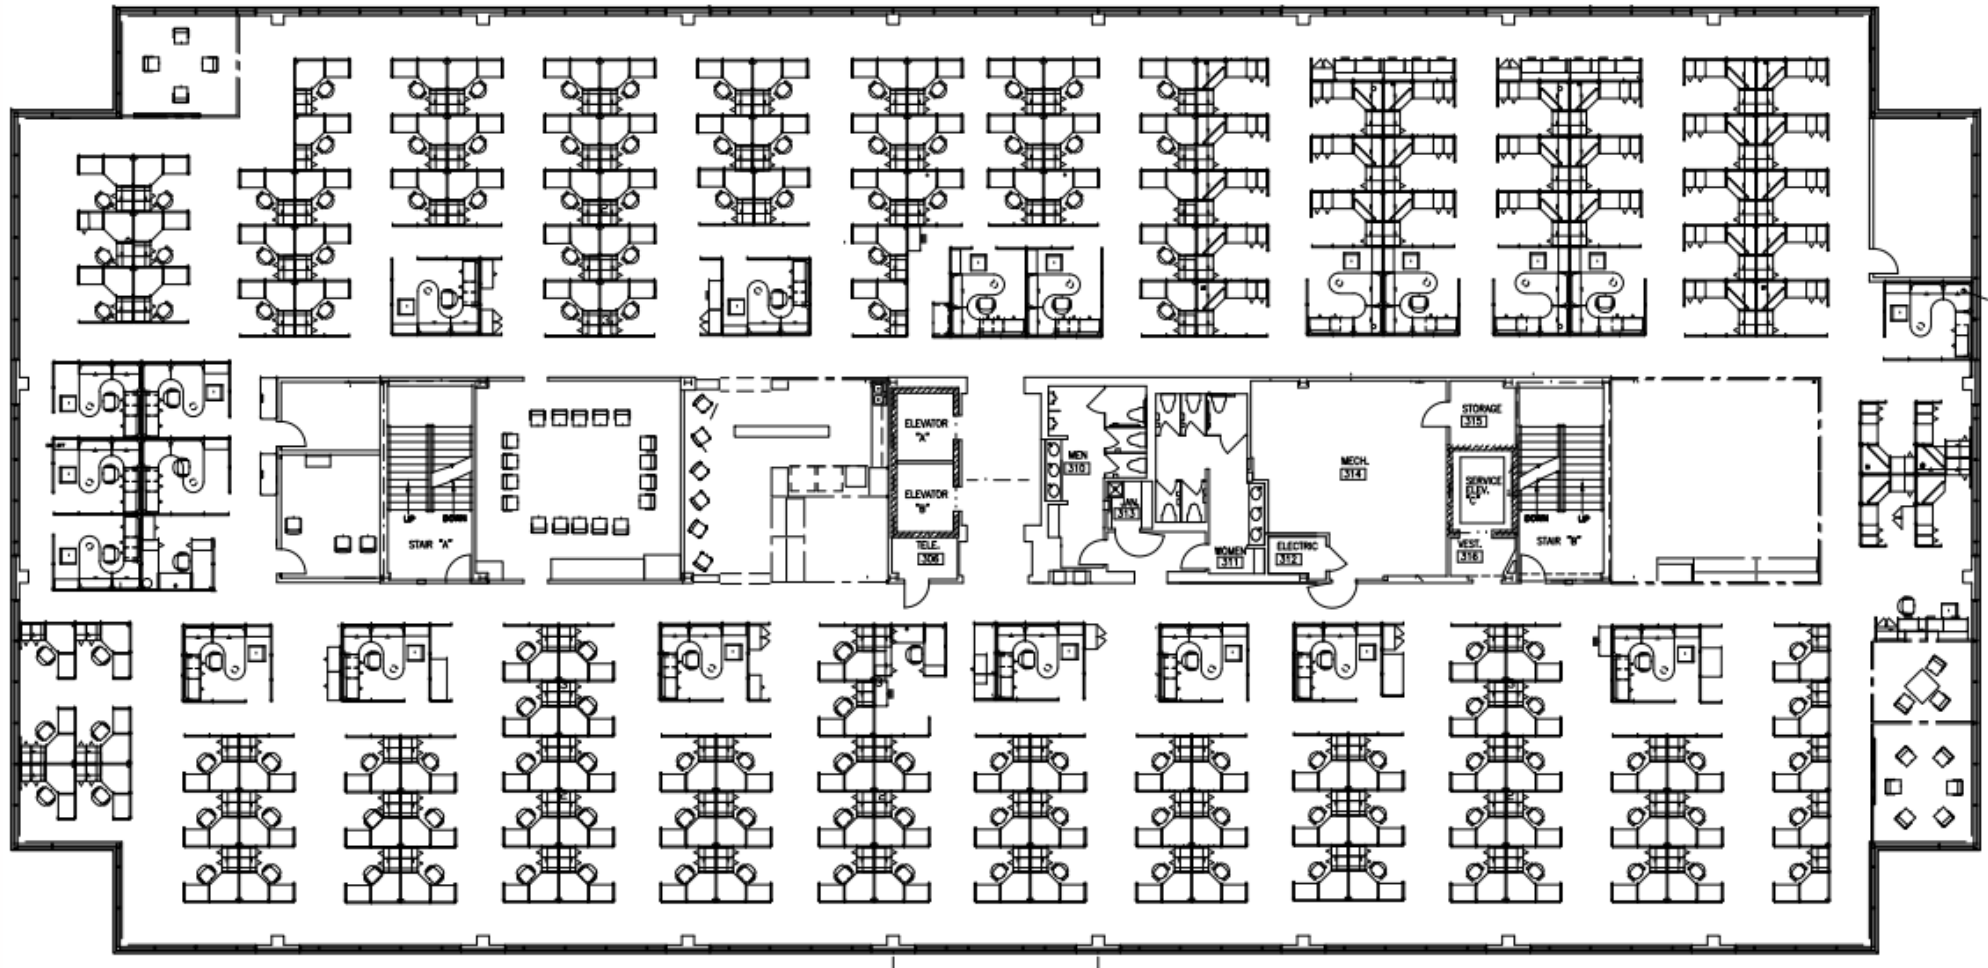 ELEVATOR
"A"
ELEVATOR
"B"
TELE.
306
UP
DOWN
STAIR "A"
MEN
310
JAN.
313
WOMEN
311
ELECTRIC
312
MECH.
314
STORAGE
315
SERVICE
ELEV.
"C"
VEST.
316
DOWN
UP
STAIR "B"